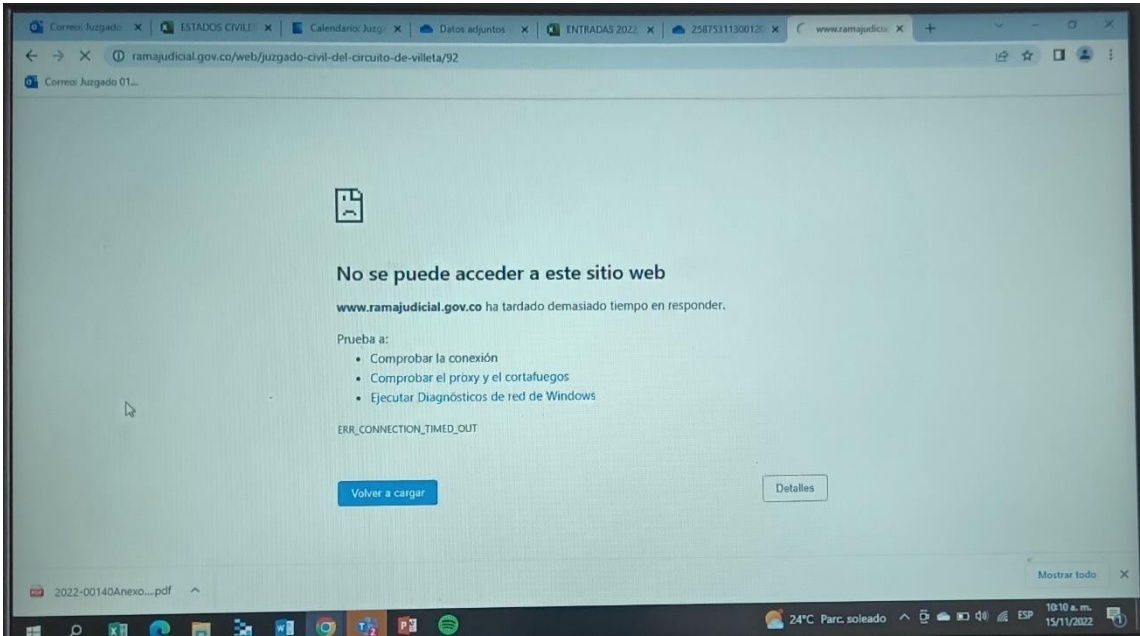 Correo: Juzgado
ESTADOS CIVILE
Calendario: Juzg
Datos adjuntos
ENTRADAS 2022
www.ramajudicia
ramajudicial.gov.co/web/juzgado-civil-del-circuito-de-villeta/92
Correo: Juzgado 01...
No se puede acceder a este sitio web
www.ramajudicial.gov.co ha tardado demasiado tiempo en responder.
Prueba a:
• Comprobar la conexión
• Comprobar el proxy y el cortafuegos
• Ejecutar Diagnósticos de red de Windows
ERR_CONNECTION_TIMED_OUT
Volver a cargar
Detalles
2022-00140Anexo....pdf
Mostrar todo
24°C Parc. soleado
ESP
10:10 a. m.
15/11/2022